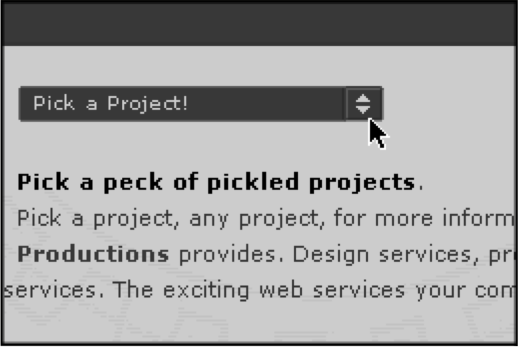 Pick a Project!
Pick a peck of pickled projects.
Pick a project, any project, for more inform
Productions provides. Design services, pr
services. The exciting web services your com